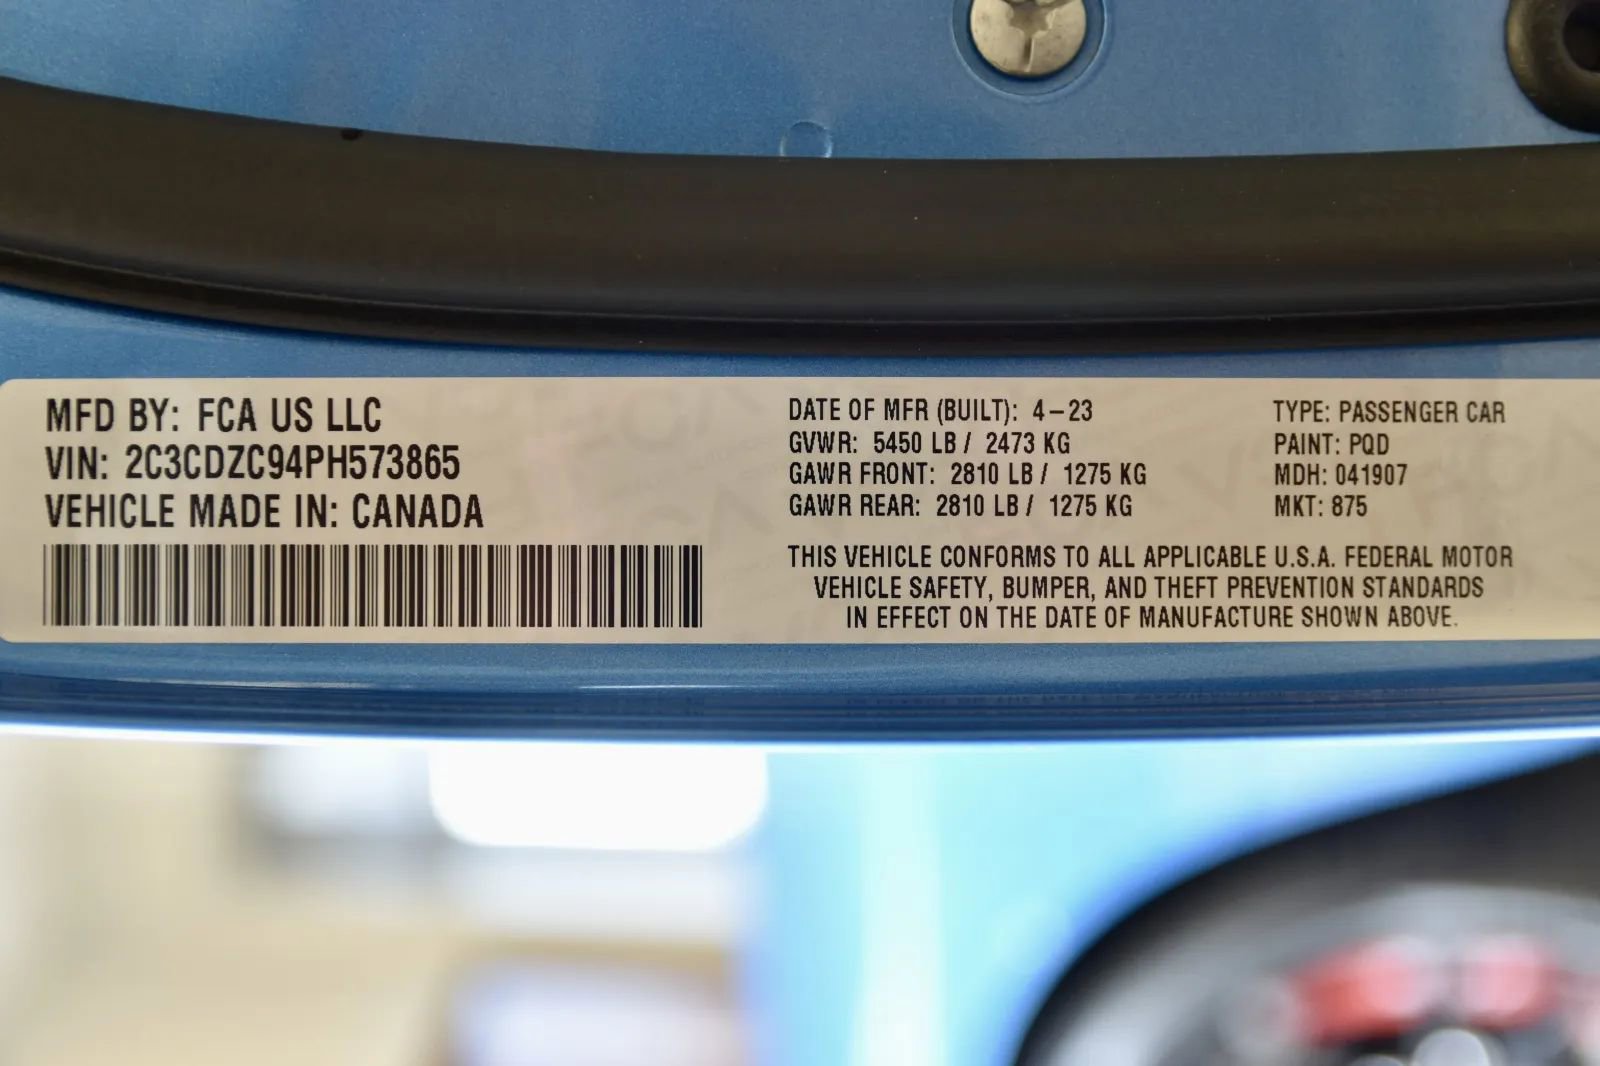 MFD BY: FCA US LLC
VIN: 2C3CDZC94PH573865
VEHICLE MADE IN: CANADA
DATE OF MFR (BUILT): 4-23
GVWR: 5450 LB / 2473 KG
GAWR FRONT: 2810 LB / 1275 KG
GAWR REAR: 2810 LB / 1275 KG
TYPE: PASSENGER CAR
PAINT: PQD
MDH: 041907
MKT: 875
THIS VEHICLE CONFORMS TO ALL APPLICABLE U.S.A. FEDERAL MOTOR
VEHICLE SAFETY, BUMPER, AND THEFT PREVENTION STANDARDS
IN EFFECT ON THE DATE OF MANUFACTURE SHOWN ABOVE.